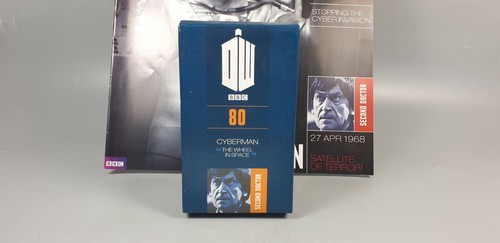 STOPPING THE
CYBER INVASION
DW
BBC
80
CYBERMAN
"THE WHEEL
IN SPACE"
SECOND DOCTOR
SECOND DOCTOR
27 APR 1968
SATELLITE
OF TERROR!
BBC
N